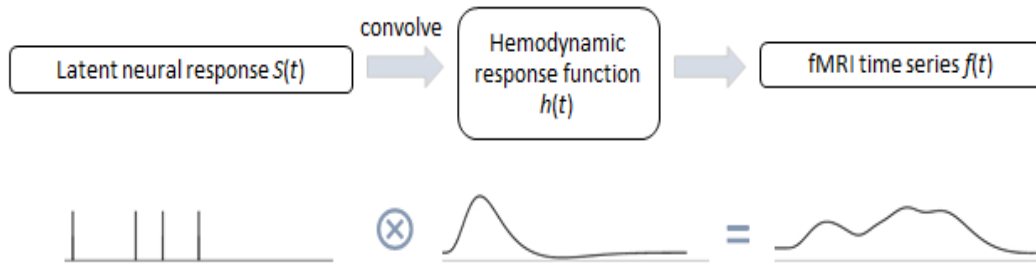 convolve
Latent neural response S(t)
Hemodynamic
response function
h(t)
fMRI time series f(t)
⊗
=